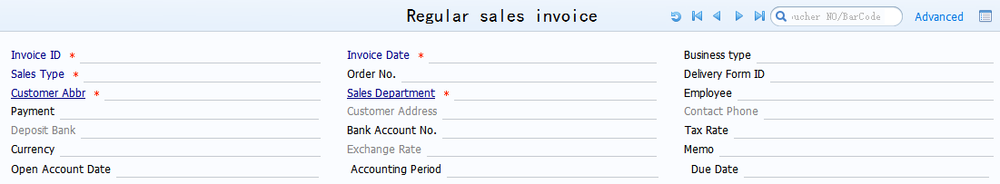 Regular sales invoice
oucher NO/BarCode Advanced
Invoice ID * Invoice Date * Business type
Sales Type * Order No. Delivery Form ID
Customer Abbr * Sales Department * Employee
Payment Customer Address Contact Phone
Deposit Bank Bank Account No. Tax Rate
Currency Exchange Rate Memo
Open Account Date Accounting Period Due Date